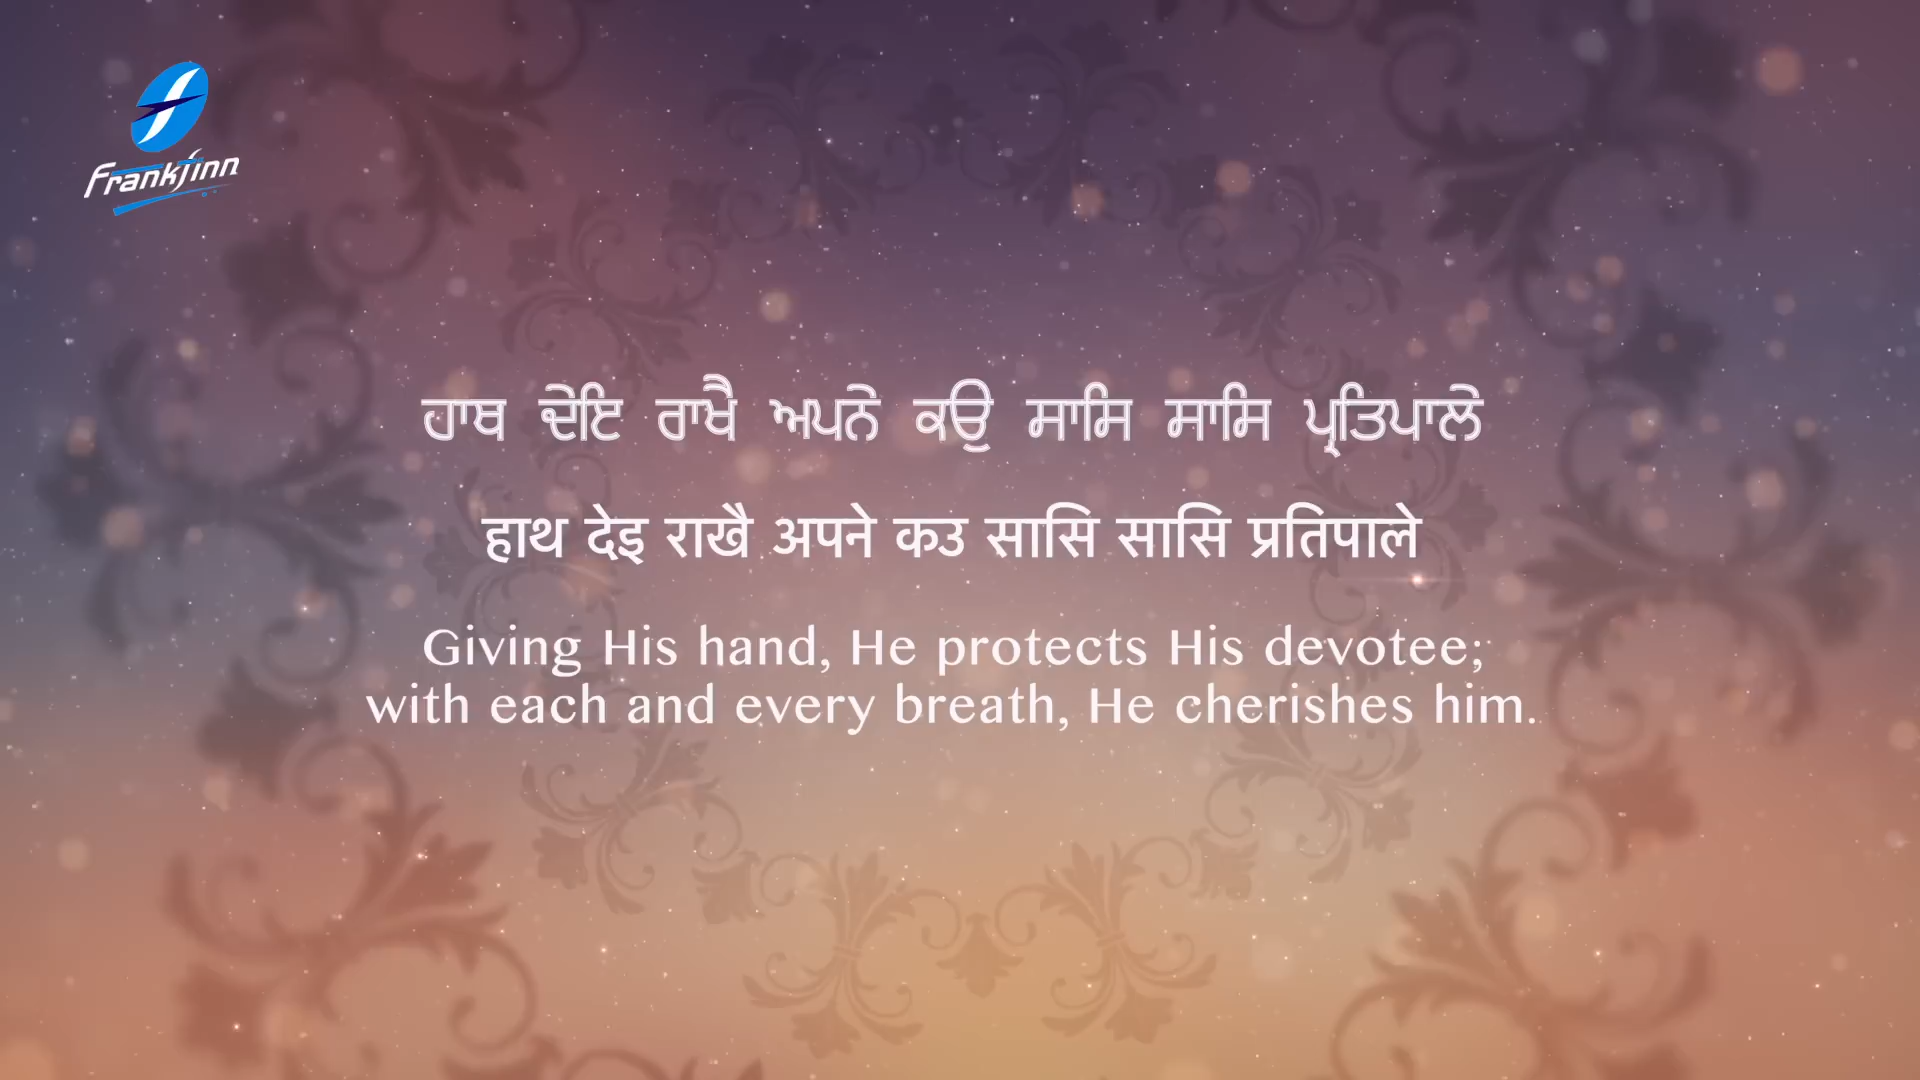 Frankfinn
ਹਾਥ ਦੇਇ ਰਾਖੈ ਅਪਨੇ ਕਉ ਸਾਸਿ ਸਾਸਿ ਪ੍ਰਤਿਪਾਲੇ
हाथ देइ राखै अपने कउ सासि सासि प्रतिपाले
Giving His hand, He protects His devotee;
with each and every breath, He cherishes him.